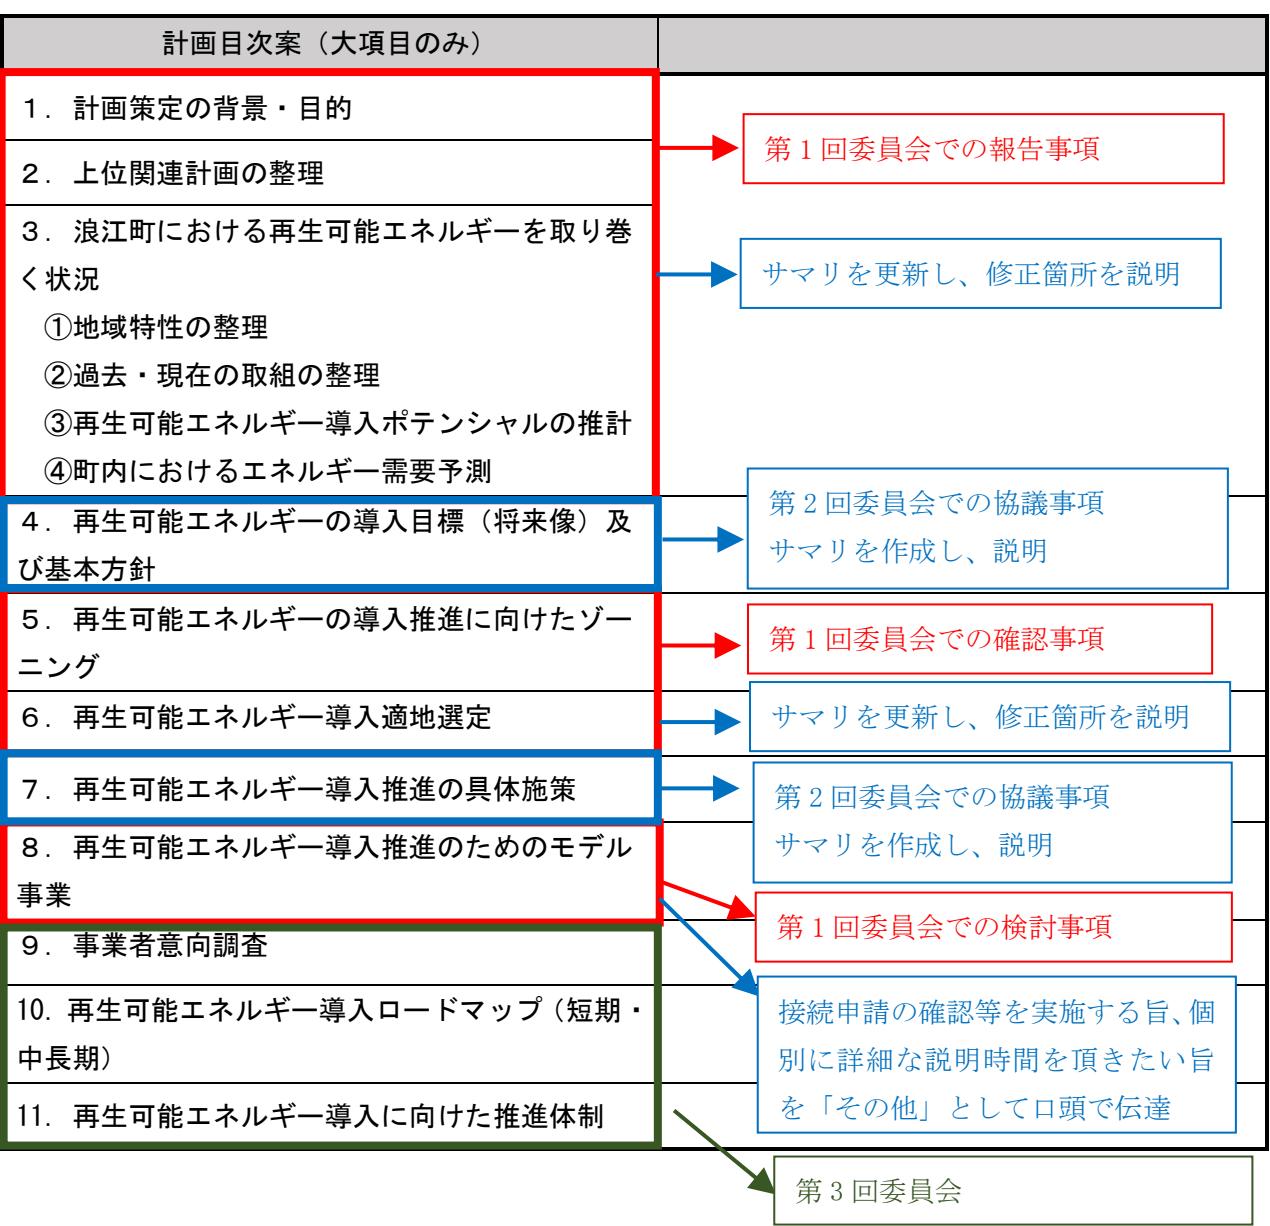 計画目次案（大項目のみ）
１．計画策定の背景・目的
２．上位関連計画の整理
３．浪江町における再生可能エネルギーを取り巻
く状況
①地域特性の整理
②過去・現在の取組の整理
③再生可能エネルギー導入ポテンシャルの推計
④町内におけるエネルギー需要予測
４．再生可能エネルギーの導入目標（将来像）及
び基本方針
５．再生可能エネルギーの導入推進に向けたゾー
ニング
６．再生可能エネルギー導入適地選定
７．再生可能エネルギー導入推進の具体施策
８．再生可能エネルギー導入推進のためのモデル
事業
９．事業者意向調査
10. 再生可能エネルギー導入ロードマップ（短期・
中長期）
11. 再生可能エネルギー導入に向けた推進体制
第１回委員会での報告事項
サマリを更新し、修正箇所を説明
第２回委員会での協議事項
サマリを作成し、説明
第１回委員会での確認事項
サマリを更新し、修正箇所を説明
第２回委員会での協議事項
サマリを作成し、説明
第１回委員会での検討事項
接続申請の確認等を実施する旨、個
別に詳細な説明時間を頂きたい旨
を「その他」として口頭で伝達
第３回委員会